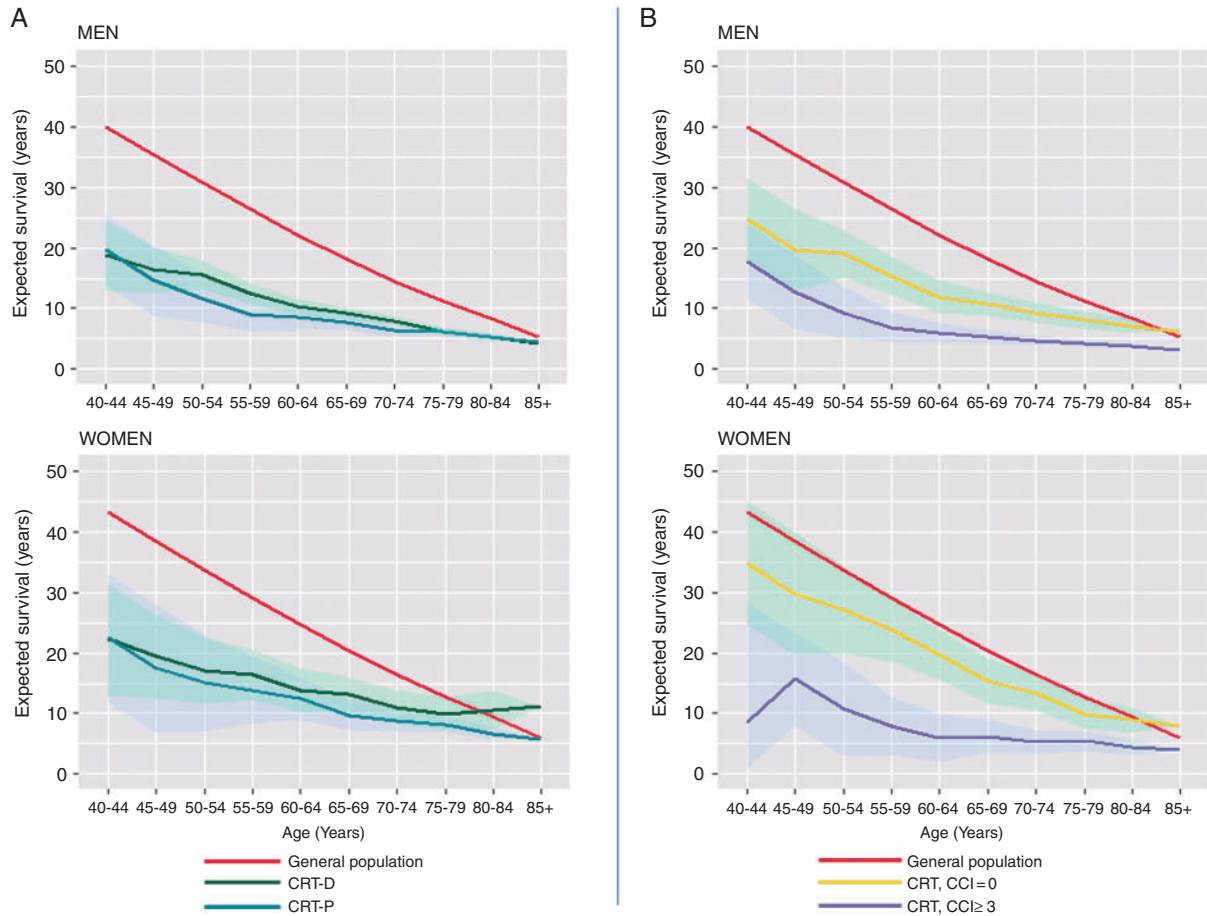 A
MEN
Expected survival (years)
50
40
30
20
10
0
40-44 45-49 50-54 55-59 60-64 65-69 70-74 75-79 80-84 85+
WOMEN
Expected survival (years)
50
40
30
20
10
0
40-44 45-49 50-54 55-59 60-64 65-69 70-74 75-79 80-84 85+
Age (Years)
General population
CRT-D
CRT-P
B
MEN
Expected survival (years)
50
40
30
20
10
0
40-44 45-49 50-54 55-59 60-64 65-69 70-74 75-79 80-84 85+
WOMEN
Expected survival (years)
50
40
30
20
10
0
40-44 45-49 50-54 55-59 60-64 65-69 70-74 75-79 80-84 85+
Age (Years)
General population
CRT, CCI = 0
CRT, CCI ≥ 3